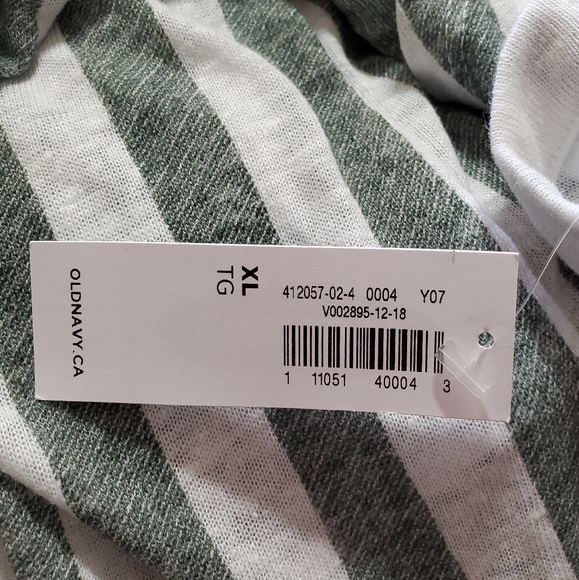 OLDNAVY.CA
XL
TG
412057-02-4 0004 Y07
V002895-12-18
1 11051 40004 3